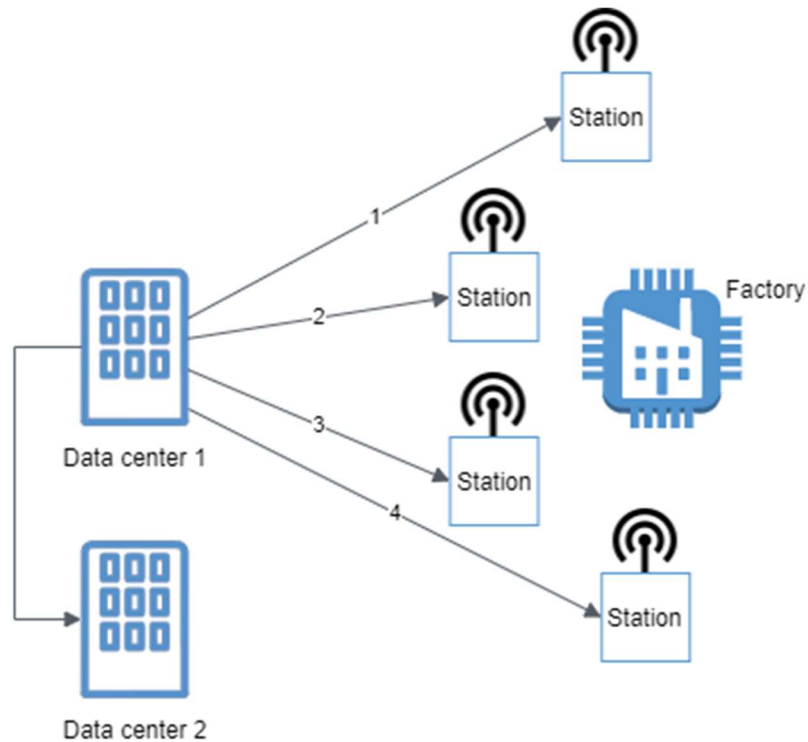 Station
1
Station
2
Factory
3
Data center 1
Station
4
Station
Data center 2